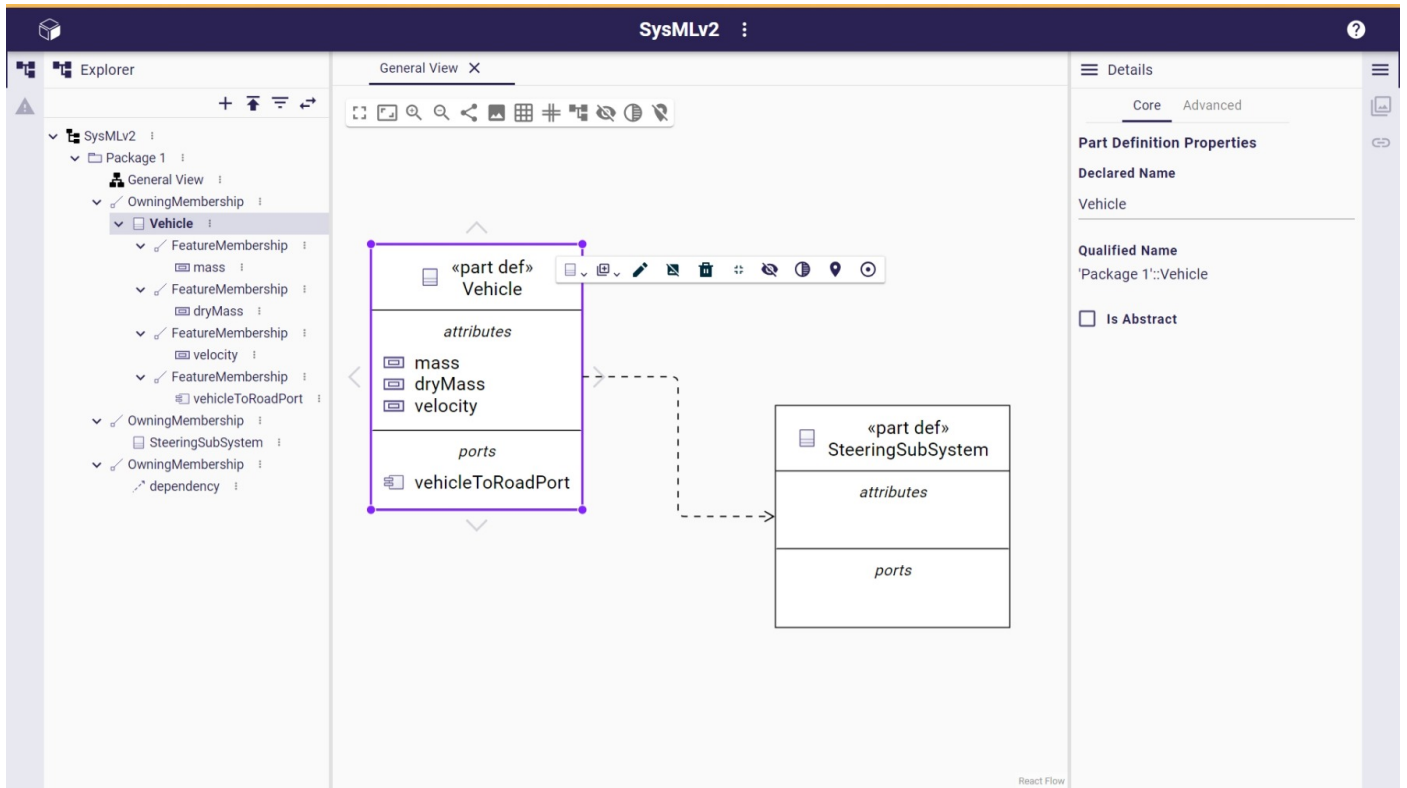 SysMLv2
Explorer
SysMLv2
Package 1
General View
OwningMembership
Vehicle
FeatureMembership
mass
FeatureMembership
dryMass
FeatureMembership
velocity
FeatureMembership
vehicleToRoadPort
OwningMembership
SteeringSubSystem
OwningMembership
dependency
General View
«part def»
Vehicle
attributes
mass
dryMass
velocity
ports
vehicleToRoadPort
«part def»
SteeringSubSystem
attributes
ports
React Flow
Details
Core Advanced
Part Definition Properties
Declared Name
Vehicle
Qualified Name
'Package 1'::Vehicle
Is Abstract